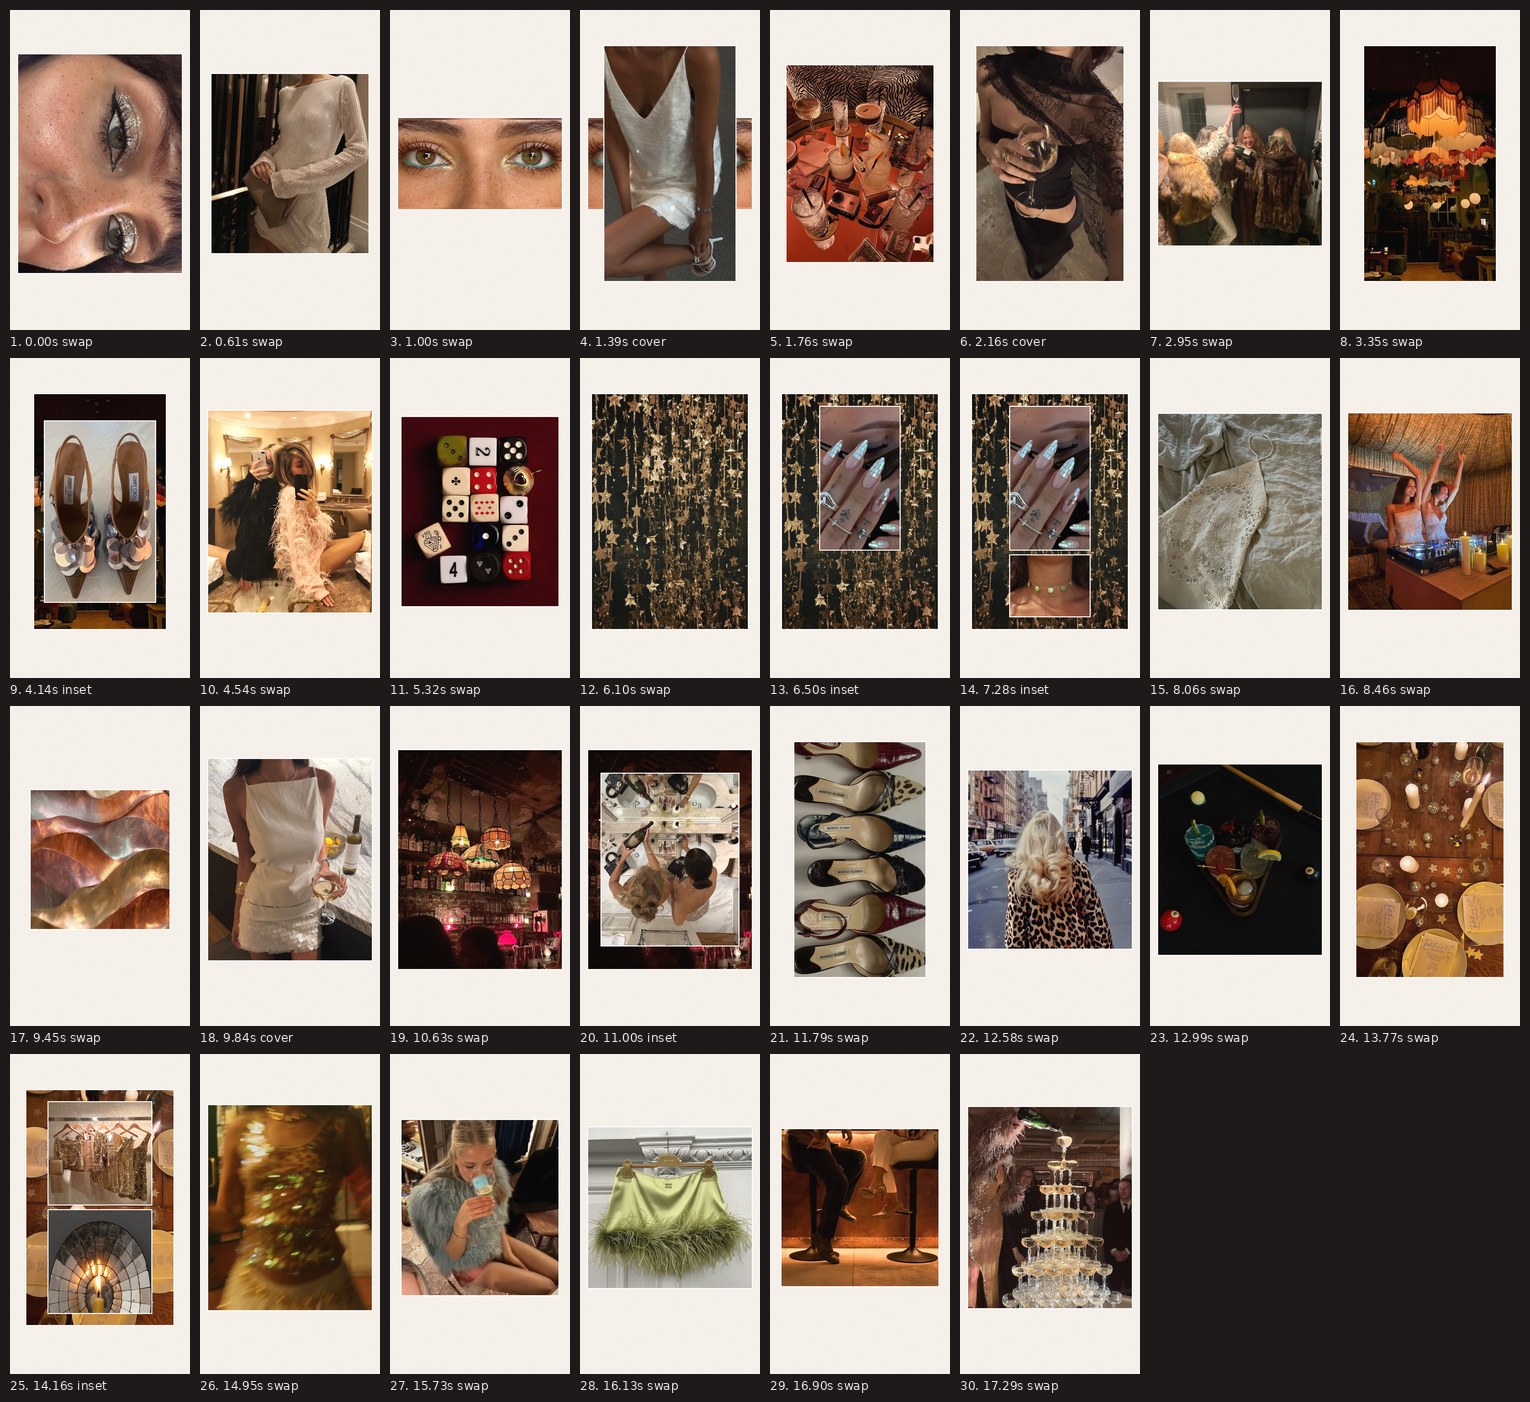 1. 0.00s swap
2. 0.61s swap
3. 1.00s swap
4. 1.39s cover
5. 1.76s swap
6. 2.16s cover
7. 2.95s swap
8. 3.35s swap
9. 4.14s inset
10. 4.54s swap
2
4
11. 5.32s swap
12. 6.10s swap
13. 6.50s inset
14. 7.28s inset
15. 8.06s swap
16. 8.46s swap
17. 9.45s swap
18. 9.84s cover
19. 10.63s swap
20. 11.00s inset
21. 11.79s swap
22. 12.58s swap
23. 12.99s swap
24. 13.77s swap
25. 14.16s inset
26. 14.95s swap
27. 15.73s swap
28. 16.13s swap
29. 16.90s swap
30. 17.29s swap